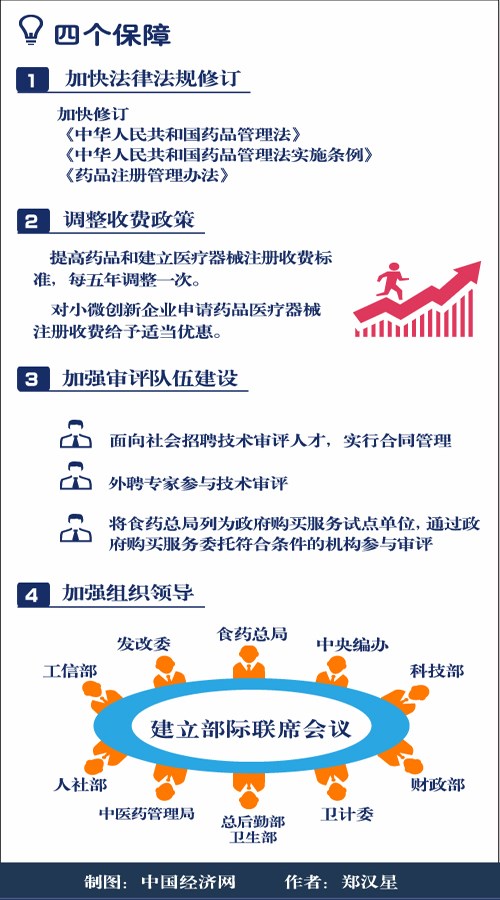 四个保障
1 加快法律法规修订
加快修订
《中华人民共和国药品管理法》
《中华人民共和国药品管理法实施条例》
《药品注册管理办法》
2 调整收费政策
提高药品和建立医疗器械注册收费标
准，每五年调整一次。
对小微创新企业申请药品医疗器械
注册收费给予适当优惠。
3 加强审评队伍建设
面向社会招聘技术审评人才，实行合同管理
外聘专家参与技术审评
将食药总局列为政府购买服务试点单位，通过政
府购买服务委托符合条件的机构参与审评
4 加强组织领导
食药总局
发改委
中央编办
工信部
科技部
建立部际联席会议
人社部
财政部
中医药管理局
卫计委
总后勤部
卫生部
制图：中国经济网 作者：郑汉星